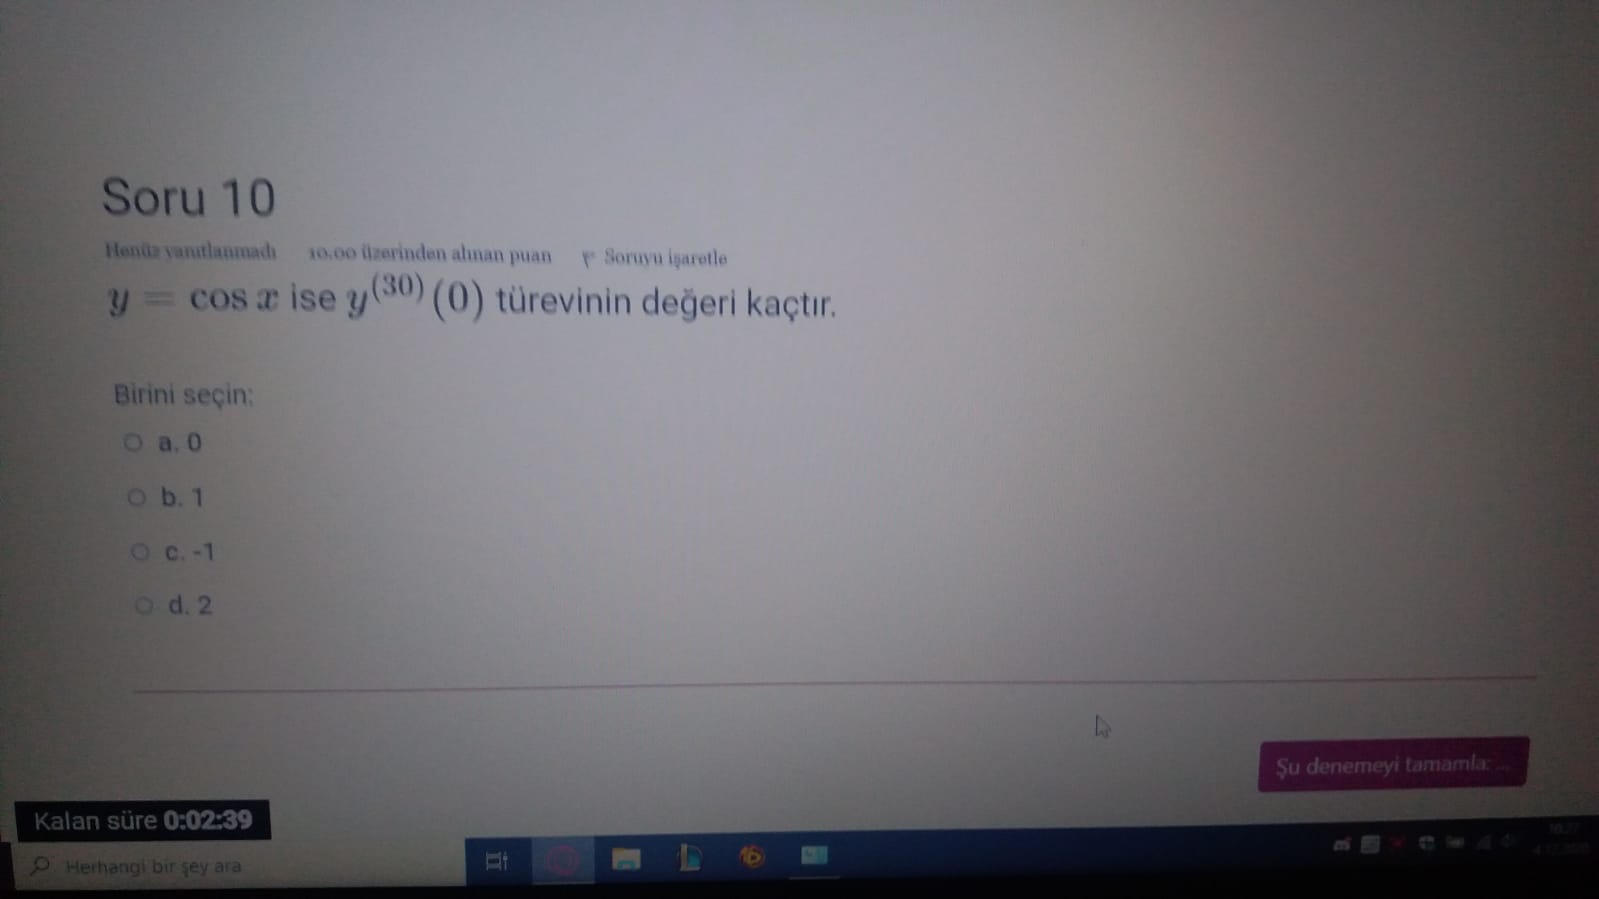 Soru 10
Henüz yanıtlanmadı 10,00 üzerinden alınan puan Soruyu işaretle
y = cos x ise y^(30) (0) türevinin değeri kaçtır.
Birini seçin:
a. 0
b. 1
c. -1
d. 2
Şu denemeyi tamamla: ...
Kalan süre 0:02:39
Herhangi bir şey ara